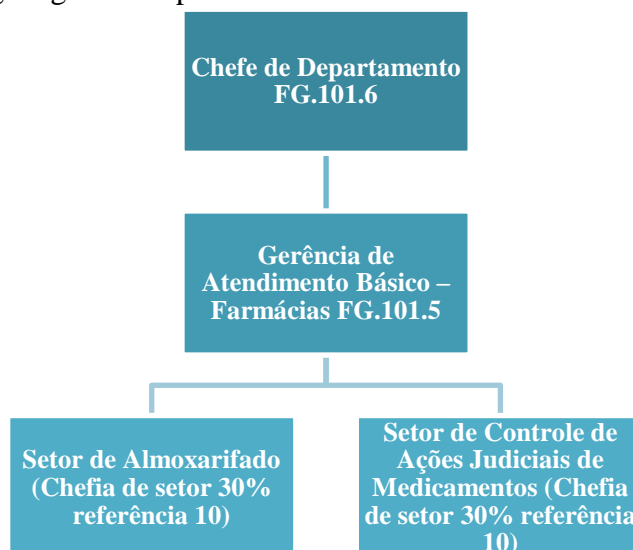 Chefe de Departamento
FG.101.6
Gerência de
Atendimento Básico –
Farmácias FG.101.5
Setor de Almoxarifado
(Chefia de setor 30%
referência 10)
Setor de Controle de
Ações Judiciais de
Medicamentos (Chefia
de setor 30% referência
10)